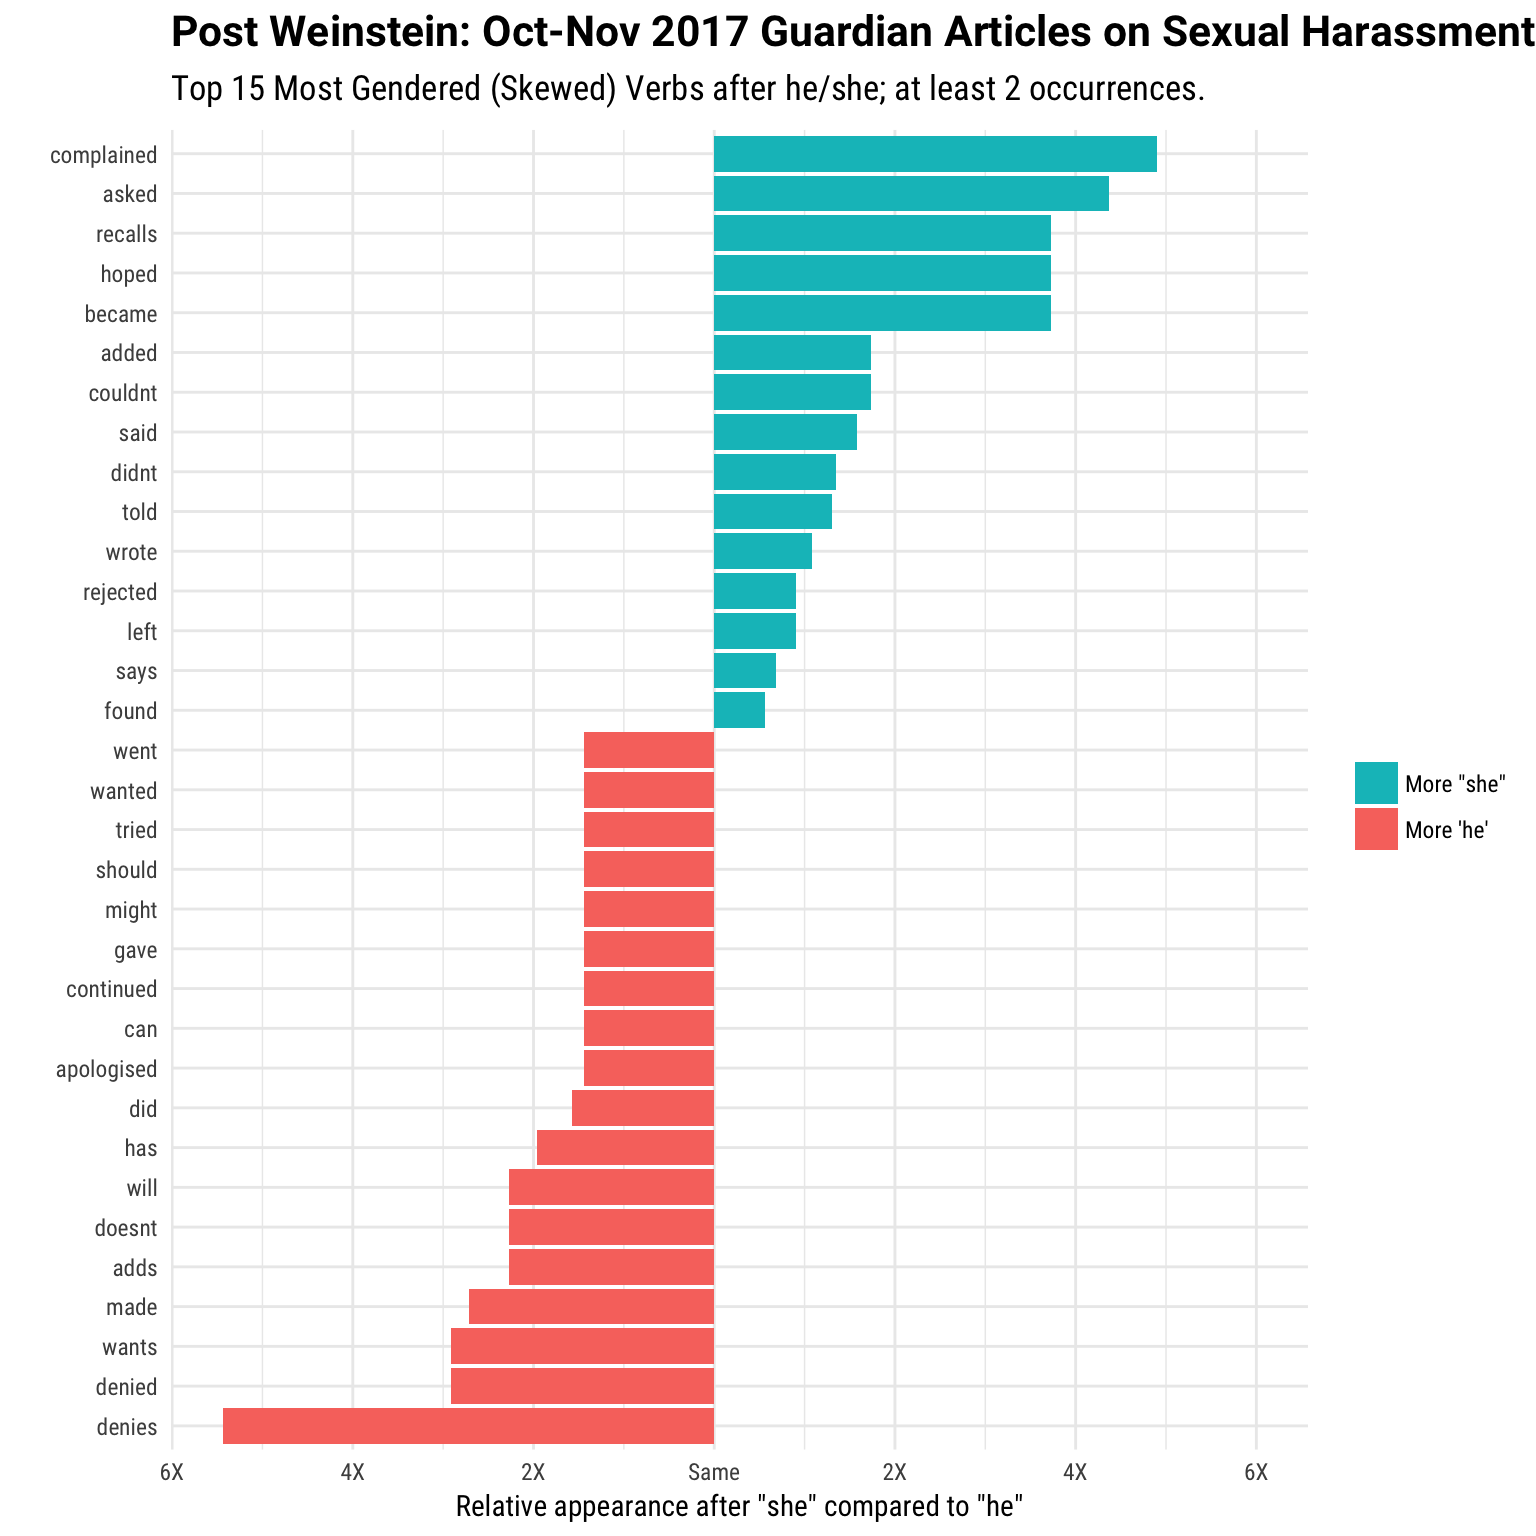 Post Weinstein: Oct-Nov 2017 Guardian Articles on Sexual Harassment
Top 15 Most Gendered (Skewed) Verbs after he/she; at least 2 occurrences.
complained
asked
recalls
hoped
became
added
couldnt
said
didnt
told
wrote
rejected
left
says
found
went
wanted
tried
should
might
gave
continued
can
apologised
did
has
will
doesnt
adds
made
wants
denied
denies
More "she"
More 'he'
6X 4X 2X Same 2X 4X 6X
Relative appearance after "she" compared to "he"